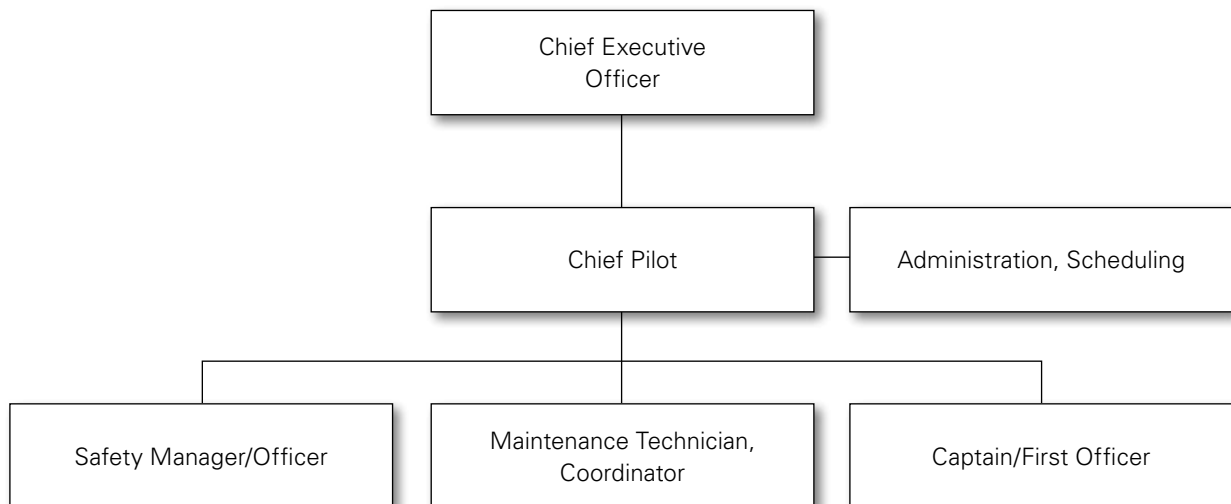 Chief Executive
Officer
Chief Pilot
Administration, Scheduling
Safety Manager/Officer
Maintenance Technician,
Coordinator
Captain/First Officer